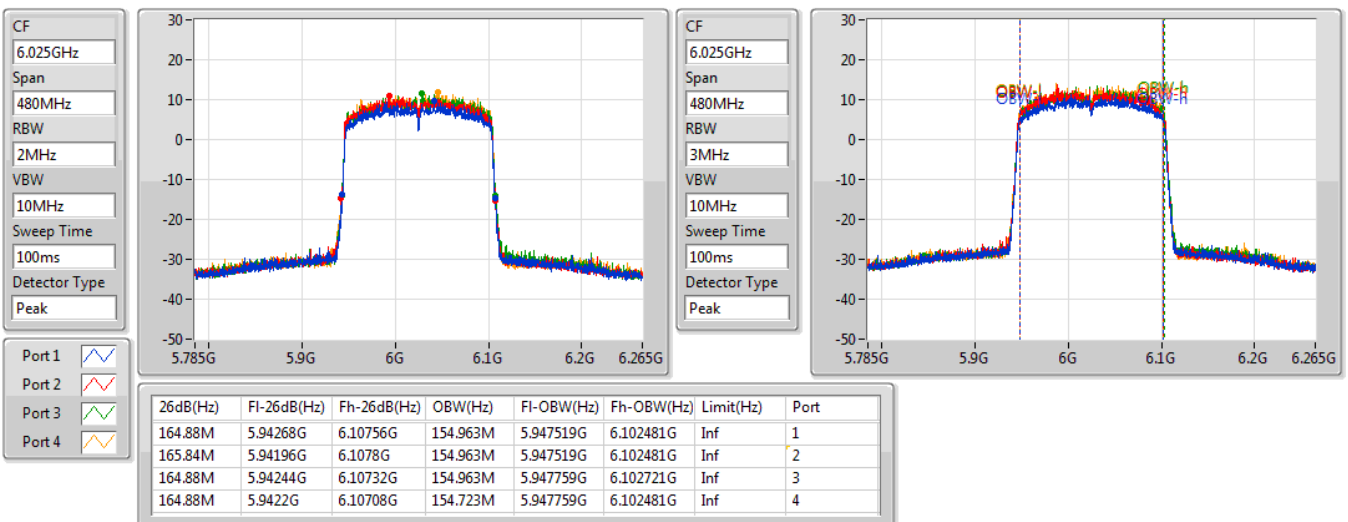 CF
6.025GHz
Span
480MHz
RBW
2MHz
VBW
10MHz
Sweep Time
100ms
Detector Type
Peak
30
20
10
0
-10
-20
-30
-40
-50
5.785G 5.9G 6G 6.1G 6.2G 6.265G
CF
6.025GHz
Span
480MHz
RBW
3MHz
VBW
10MHz
Sweep Time
100ms
Detector Type
Peak
30
20
10
0
-10
-20
-30
-40
-50
OBW-l OBW-h
OBW-l OBW-h
5.785G 5.9G 6G 6.1G 6.2G 6.265G
Port 1
Port 2
Port 3
Port 4
26dB(Hz) Fl-26dB(Hz) Fh-26dB(Hz) OBW(Hz) Fl-OBW(Hz) Fh-OBW(Hz) Limit(Hz) Port
164.88M 5.94268G 6.10756G 154.963M 5.947519G 6.102481G Inf 1
165.84M 5.94196G 6.1078G 154.963M 5.947519G 6.102481G Inf 2
164.88M 5.94244G 6.10732G 154.963M 5.947759G 6.102721G Inf 3
164.88M 5.9422G 6.10708G 154.723M 5.947759G 6.102481G Inf 4